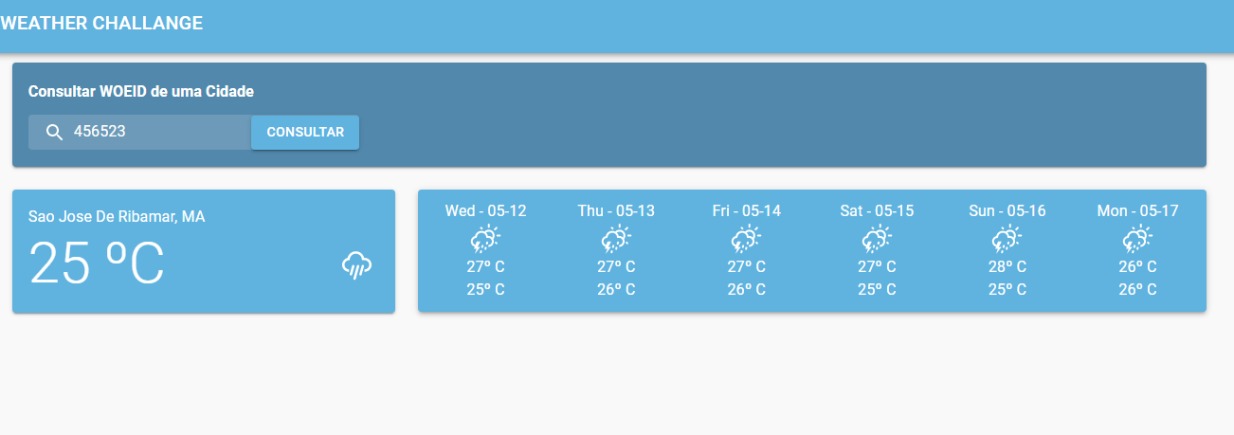 WEATHER CHALLANGE
Consultar WOEID de uma Cidade
456523 CONSULTAR
Sao Jose De Ribamar, MA
25 ºC
Wed - 05-12 Thu - 05-13 Fri - 05-14 Sat - 05-15 Sun - 05-16 Mon - 05-17
27º C 27º C 27º C 27º C 28º C 26º C
25º C 26º C 26º C 25º C 25º C 26º C